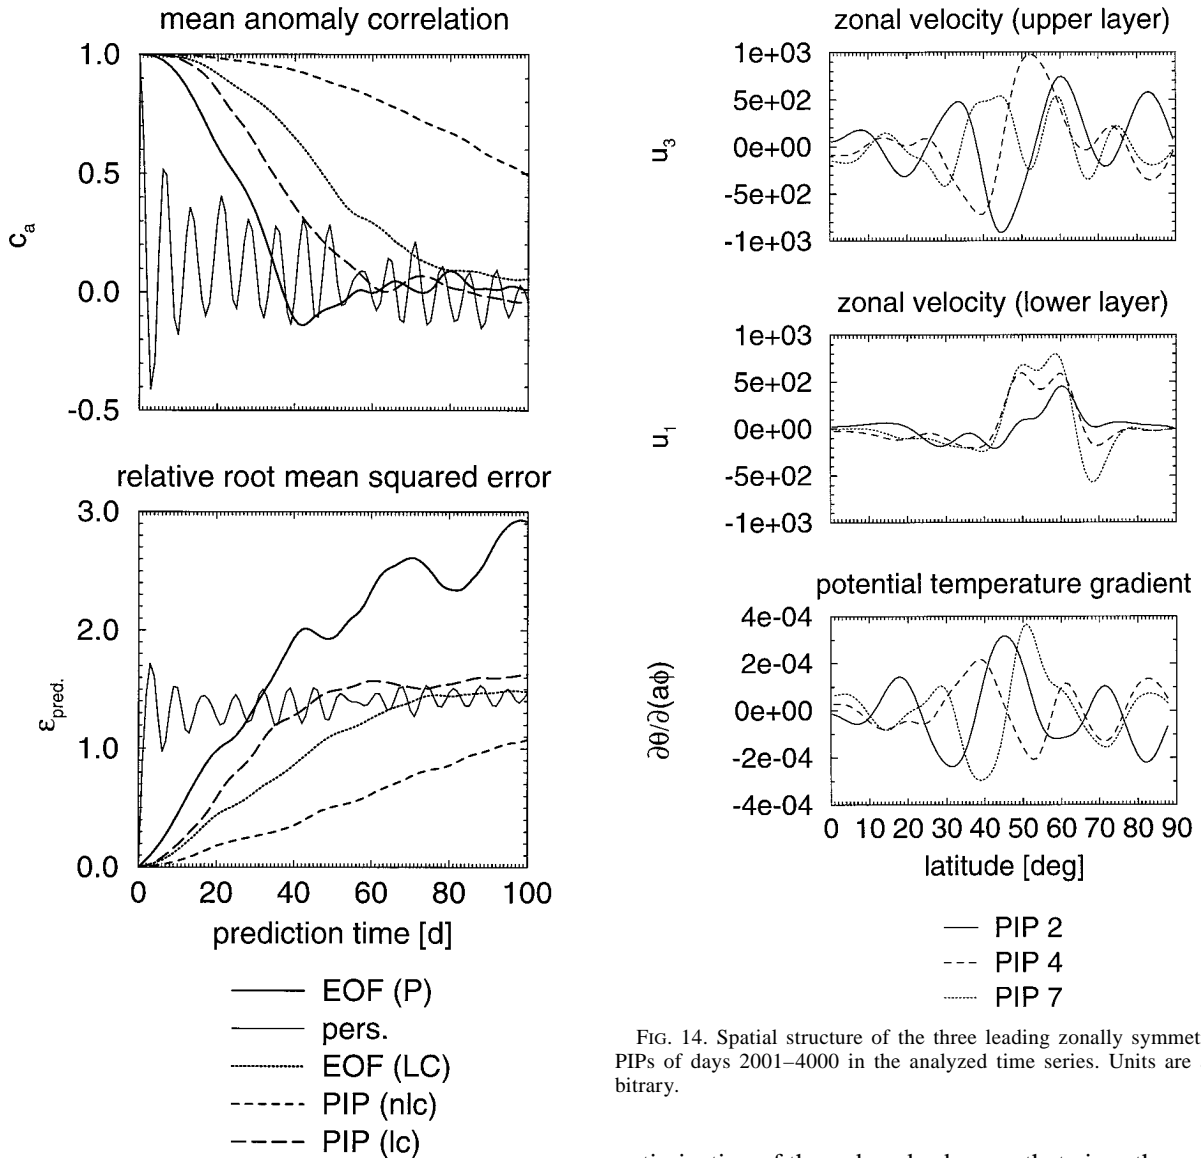 mean anomaly correlation
1.0
0.5
0.0
-0.5
c_a
relative root mean squared error
3.0
2.0
1.0
0.0
ε_pred.
0 20 40 60 80 100
prediction time [d]
EOF (P)
pers.
EOF (LC)
PIP (nlc)
PIP (lc)
zonal velocity (upper layer)
1e+03
5e+02
0e+00
-5e+02
-1e+03
u_3
zonal velocity (lower layer)
1e+03
5e+02
0e+00
-5e+02
-1e+03
u_1
potential temperature gradient
4e-04
2e-04
0e+00
-2e-04
-4e-04
∂θ/∂(aϕ)
0 10 20 30 40 50 60 70 80 90
latitude [deg]
PIP 2
PIP 4
PIP 7
FIG. 14. Spatial structure of the three leading zonally symmet
PIPs of days 2001–4000 in the analyzed time series. Units are
bitrary.